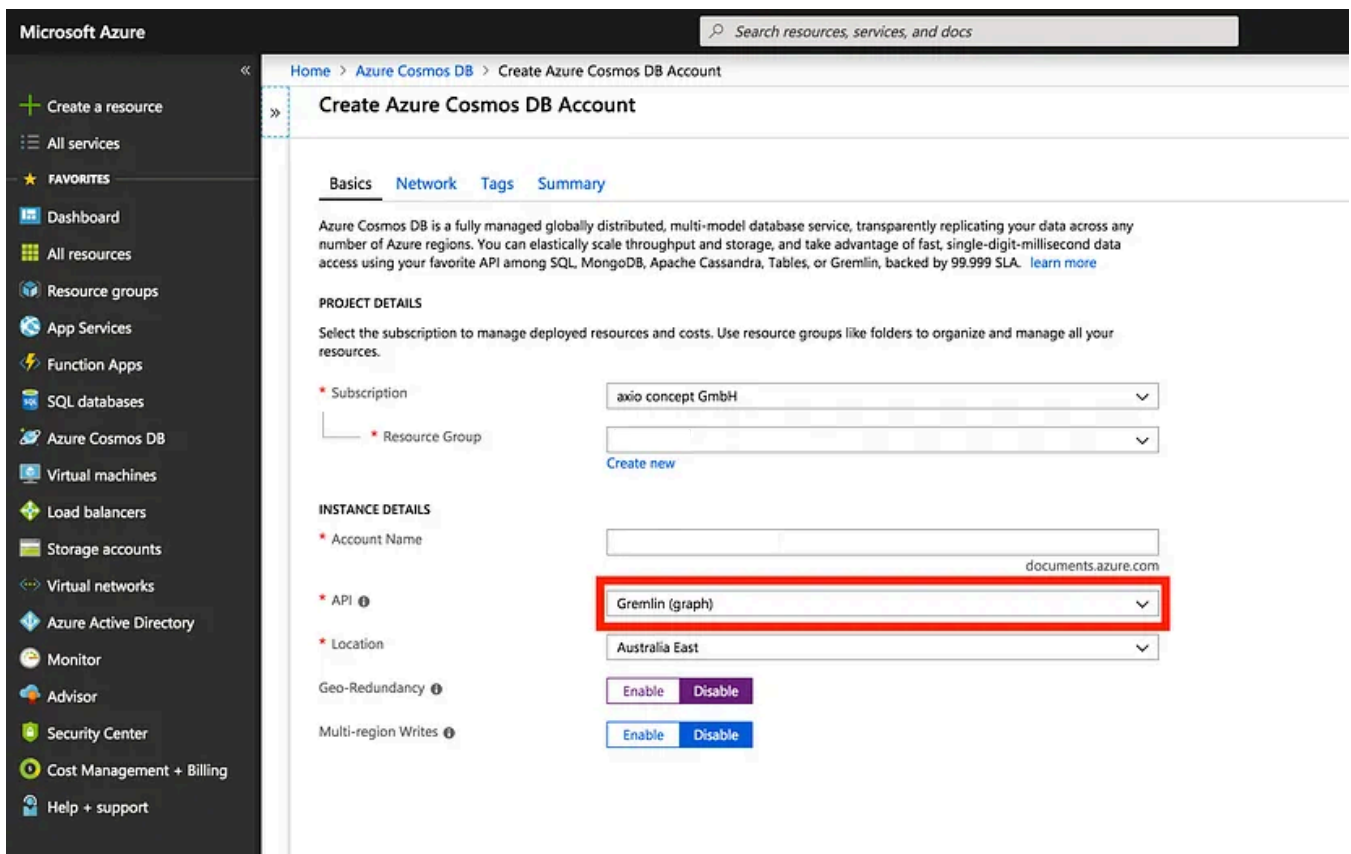 Microsoft Azure
Search resources, services, and docs
«
Create a resource
All services
FAVORITES
Dashboard
All resources
Resource groups
App Services
Function Apps
SQL databases
Azure Cosmos DB
Virtual machines
Load balancers
Storage accounts
Virtual networks
Azure Active Directory
Monitor
Advisor
Security Center
Cost Management + Billing
Help + support
»
Home > Azure Cosmos DB > Create Azure Cosmos DB Account
Create Azure Cosmos DB Account
Basics Network Tags Summary
Azure Cosmos DB is a fully managed globally distributed, multi-model database service, transparently replicating your data across any
number of Azure regions. You can elastically scale throughput and storage, and take advantage of fast, single-digit-millisecond data
access using your favorite API among SQL, MongoDB, Apache Cassandra, Tables, or Gremlin, backed by 99.999 SLA. learn more
PROJECT DETAILS
Select the subscription to manage deployed resources and costs. Use resource groups like folders to organize and manage all your
resources.
* Subscription axio concept GmbH
* Resource Group
Create new
INSTANCE DETAILS
* Account Name
documents.azure.com
* API Gremlin (graph)
* Location Australia East
Geo-Redundancy Enable Disable
Multi-region Writes Enable Disable